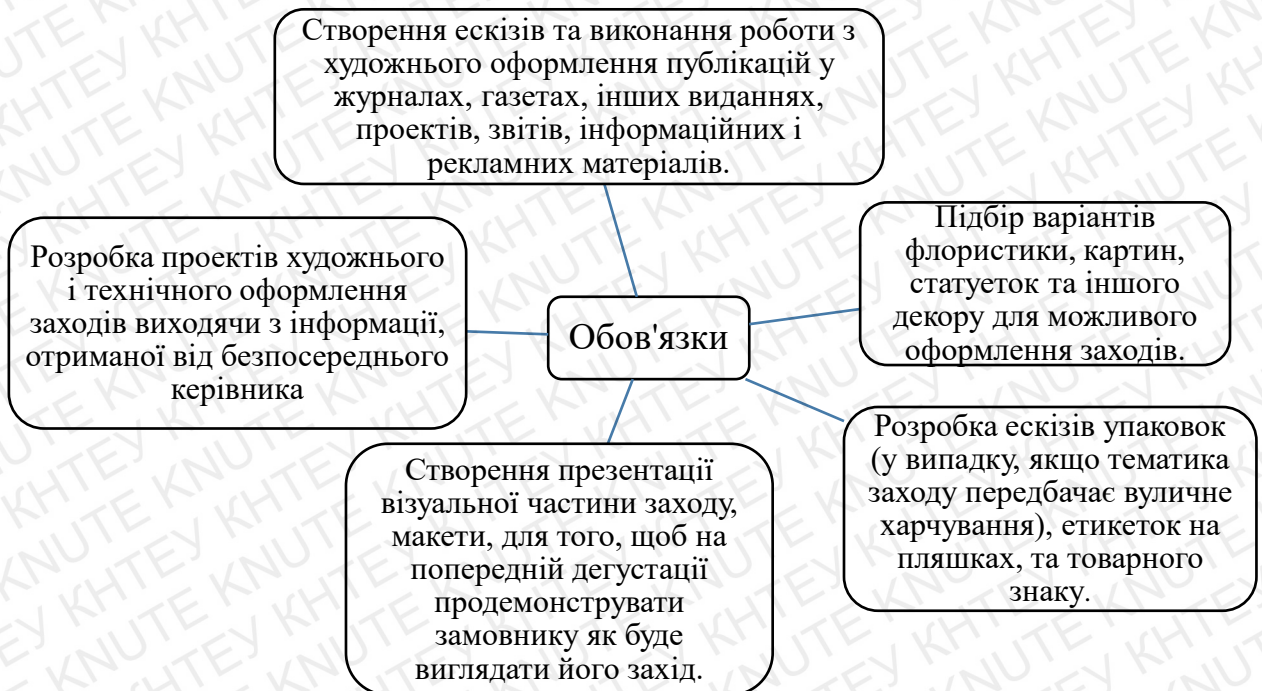 Створення ескізів та виконання роботи з
художнього оформлення публікацій у
журналах, газетах, інших виданнях,
проектів, звітів, інформаційних і
рекламних матеріалів.
Розробка проектів художнього
і технічного оформлення
заходів виходячи з інформації,
отриманої від безпосереднього
керівника
Обов'язки
Підбір варіантів
флористики, картин,
статуеток та іншого
декору для можливого
оформлення заходів.
Створення презентації
візуальної частини заходу,
макети, для того, щоб на
попередній дегустації
продемонструвати
замовнику як буде
виглядати його захід.
Розробка ескізів упаковок
(у випадку, якщо тематика
заходу передбачає вуличне
харчування), етикеток на
пляшках, та товарного
знаку.